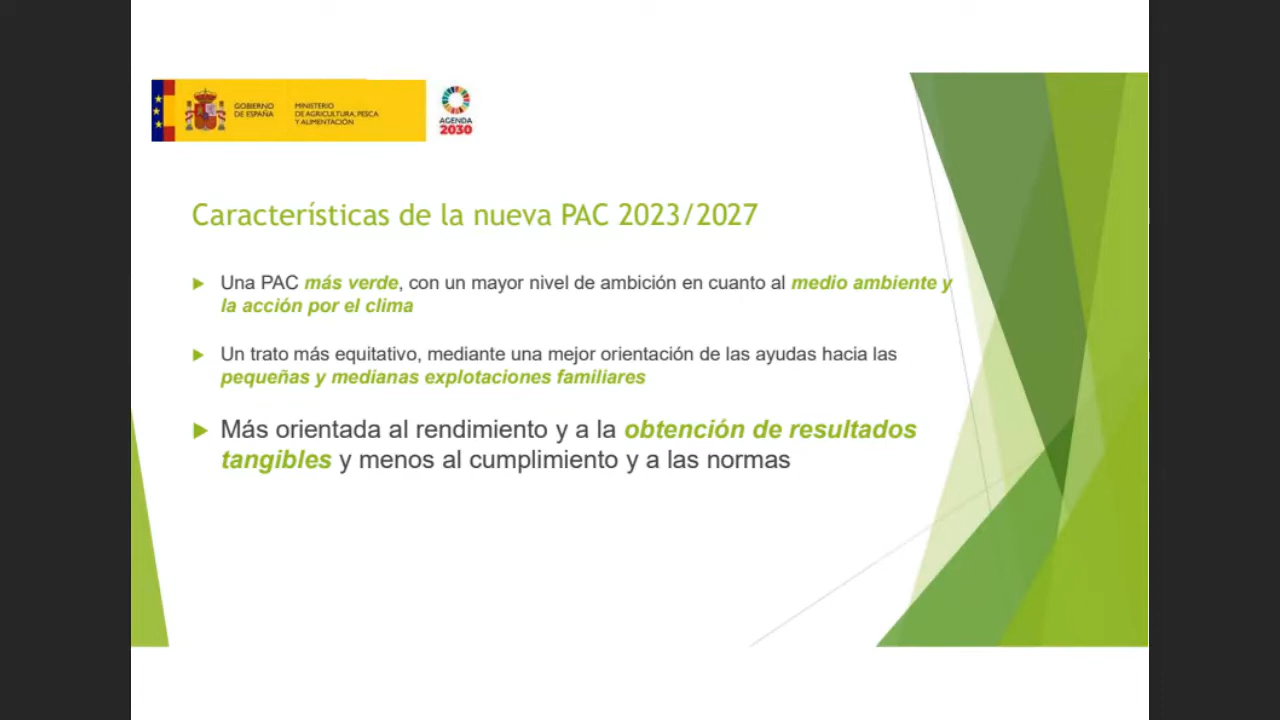 GOBIERNO
DE ESPAÑA
MINISTERIO
DE AGRICULTURA, PESCA
Y ALIMENTACIÓN
AGENDA
2030
Características de la nueva PAC 2023/2027
Una PAC más verde, con un mayor nivel de ambición en cuanto al medio ambiente y
la acción por el clima
Un trato más equitativo, mediante una mejor orientación de las ayudas hacia las
pequeñas y medianas explotaciones familiares
Más orientada al rendimiento y a la obtención de resultados
tangibles y menos al cumplimiento y a las normas